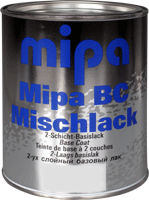 mipa
Mipa BC
Mischlack
2-Schicht-Basislack
Base Coat
Teinte de base à 2 couches
2-Laags basislak
2-ух слойный базовый лак